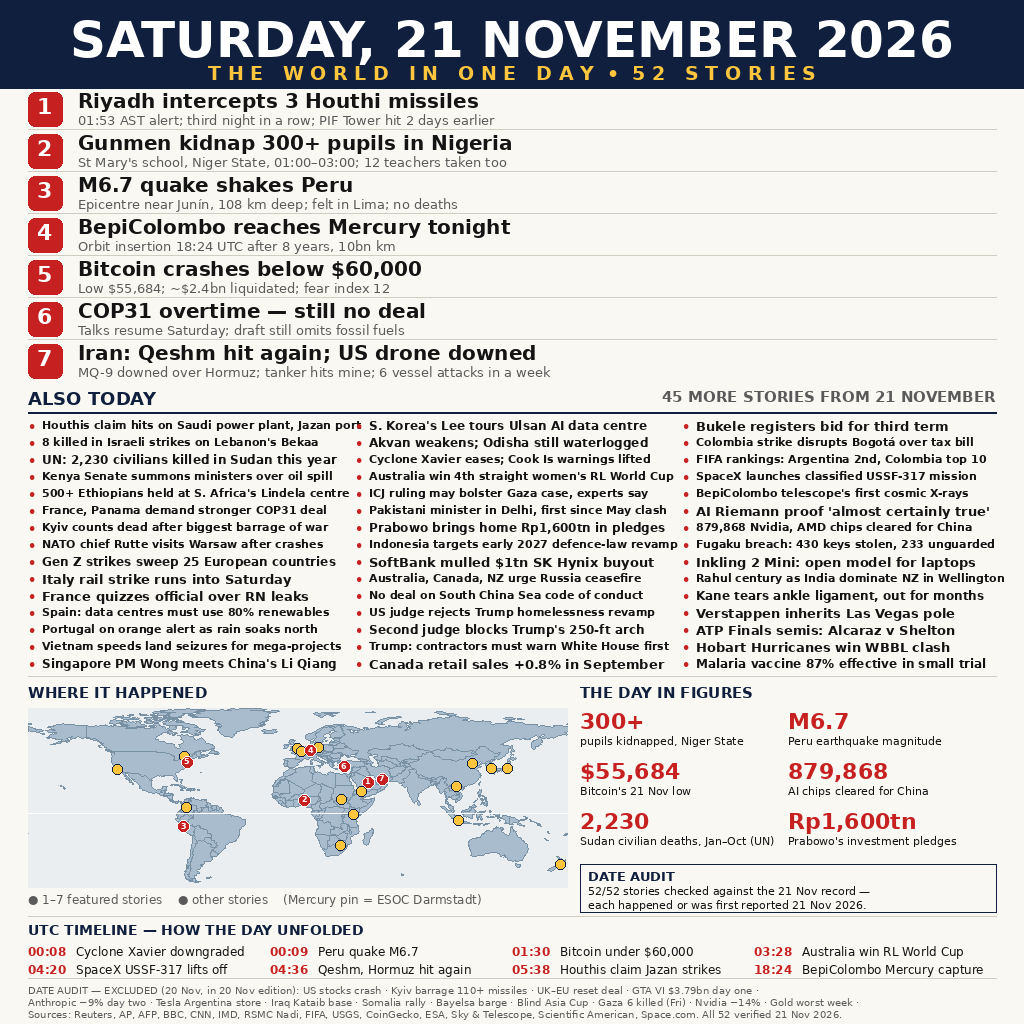 SATURDAY, 21 NOVEMBER 2026
THE WORLD IN ONE DAY • 52 STORIES
1 Riyadh intercepts 3 Houthi missiles
01:53 AST alert; third night in a row; PIF Tower hit 2 days earlier
2 Gunmen kidnap 300+ pupils in Nigeria
St Mary's school, Niger State, 01:00–03:00; 12 teachers taken too
3 M6.7 quake shakes Peru
Epicentre near Junín, 108 km deep; felt in Lima; no deaths
4 BepiColombo reaches Mercury tonight
Orbit insertion 18:24 UTC after 8 years, 10bn km
5 Bitcoin crashes below $60,000
Low $55,684; ~$2.4bn liquidated; fear index 12
6 COP31 overtime — still no deal
Talks resume Saturday; draft still omits fossil fuels
7 Iran: Qeshm hit again; US drone downed
MQ-9 downed over Hormuz; tanker hits mine; 6 vessel attacks in a week
ALSO TODAY
45 MORE STORIES FROM 21 NOVEMBER
• Houthis claim hits on Saudi power plant, Jazan port
• 8 killed in Israeli strikes on Lebanon's Bekaa
• UN: 2,230 civilians killed in Sudan this year
• Kenya Senate summons ministers over oil spill
• 500+ Ethiopians held at S. Africa's Lindela centre
• France, Panama demand stronger COP31 deal
• Kyiv counts dead after biggest barrage of war
• NATO chief Rutte visits Warsaw after crashes
• Gen Z strikes sweep 25 European countries
• Italy rail strike runs into Saturday
• France quizzes official over RN leaks
• Spain: data centres must use 80% renewables
• Portugal on orange alert as rain soaks north
• Vietnam speeds land seizures for mega-projects
• Singapore PM Wong meets China's Li Qiang
• S. Korea's Lee tours Ulsan AI data centre
• Akvan weakens; Odisha still waterlogged
• Cyclone Xavier eases; Cook Is warnings lifted
• Australia win 4th straight women's RL World Cup
• ICJ ruling may bolster Gaza case, experts say
• Pakistani minister in Delhi, first since May clash
• Prabowo brings home Rp1,600tn in pledges
• Indonesia targets early 2027 defence-law revamp
• SoftBank mulled $1tn SK Hynix buyout
• Australia, Canada, NZ urge Russia ceasefire
• No deal on South China Sea code of conduct
• US judge rejects Trump homelessness revamp
• Second judge blocks Trump's 250-ft arch
• Trump: contractors must warn White House first
• Canada retail sales +0.8% in September
• Bukele registers bid for third term
• Colombia strike disrupts Bogotá over tax bill
• FIFA rankings: Argentina 2nd, Colombia top 10
• SpaceX launches classified USSF-317 mission
• BepiColombo telescope's first cosmic X-rays
• AI Riemann proof 'almost certainly true'
• 879,868 Nvidia, AMD chips cleared for China
• Fugaku breach: 430 keys stolen, 233 unguarded
• Inkling 2 Mini: open model for laptops
• Rahul century as India dominate NZ in Wellington
• Kane tears ankle ligament, out for months
• Verstappen inherits Las Vegas pole
• ATP Finals semis: Alcaraz v Shelton
• Hobart Hurricanes win WBBL clash
• Malaria vaccine 87% effective in small trial
WHERE IT HAPPENED
4
5
6
1
7
2
3
● 1–7 featured stories ● other stories (Mercury pin = ESOC Darmstadt)
THE DAY IN FIGURES
300+
pupils kidnapped, Niger State
M6.7
Peru earthquake magnitude
$55,684
Bitcoin's 21 Nov low
879,868
AI chips cleared for China
2,230
Sudan civilian deaths, Jan–Oct (UN)
Rp1,600tn
Prabowo's investment pledges
DATE AUDIT
52/52 stories checked against the 21 Nov record —
each happened or was first reported 21 Nov 2026.
UTC TIMELINE — HOW THE DAY UNFOLDED
00:08 Cyclone Xavier downgraded 00:09 Peru quake M6.7 01:30 Bitcoin under $60,000 03:28 Australia win RL World Cup
04:20 SpaceX USSF-317 lifts off 04:36 Qeshm, Hormuz hit again 05:38 Houthis claim Jazan strikes 18:24 BepiColombo Mercury capture
DATE AUDIT — EXCLUDED (20 Nov, in 20 Nov edition): US stocks crash · Kyiv barrage 110+ missiles · UK–EU reset deal · GTA VI $3.79bn day one ·
Anthropic −9% day two · Tesla Argentina store · Iraq Kataib base · Somalia rally · Bayelsa barge · Blind Asia Cup · Gaza 6 killed (Fri) · Nvidia −14% · Gold worst week ·
Sources: Reuters, AP, AFP, BBC, CNN, IMD, RSMC Nadi, FIFA, USGS, CoinGecko, ESA, Sky & Telescope, Scientific American, Space.com. All 52 verified 21 Nov 2026.